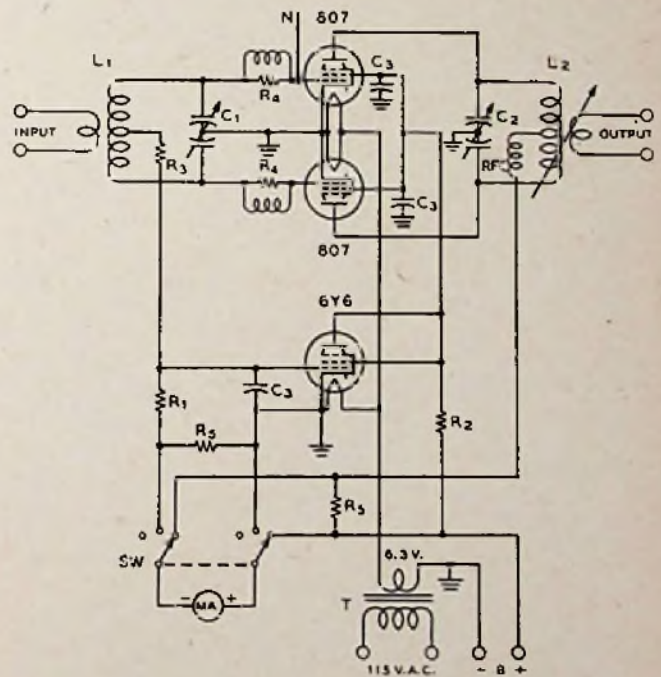 N
807
L1
C3
L2
R4
C1
C2
INPUT
OUTPUT
R3
RFC
R4
C3
807
6Y6
C3
R1
R2
R5
R5
SW
6.3 V.
- MA +
T
115 V. A.C.
- B +